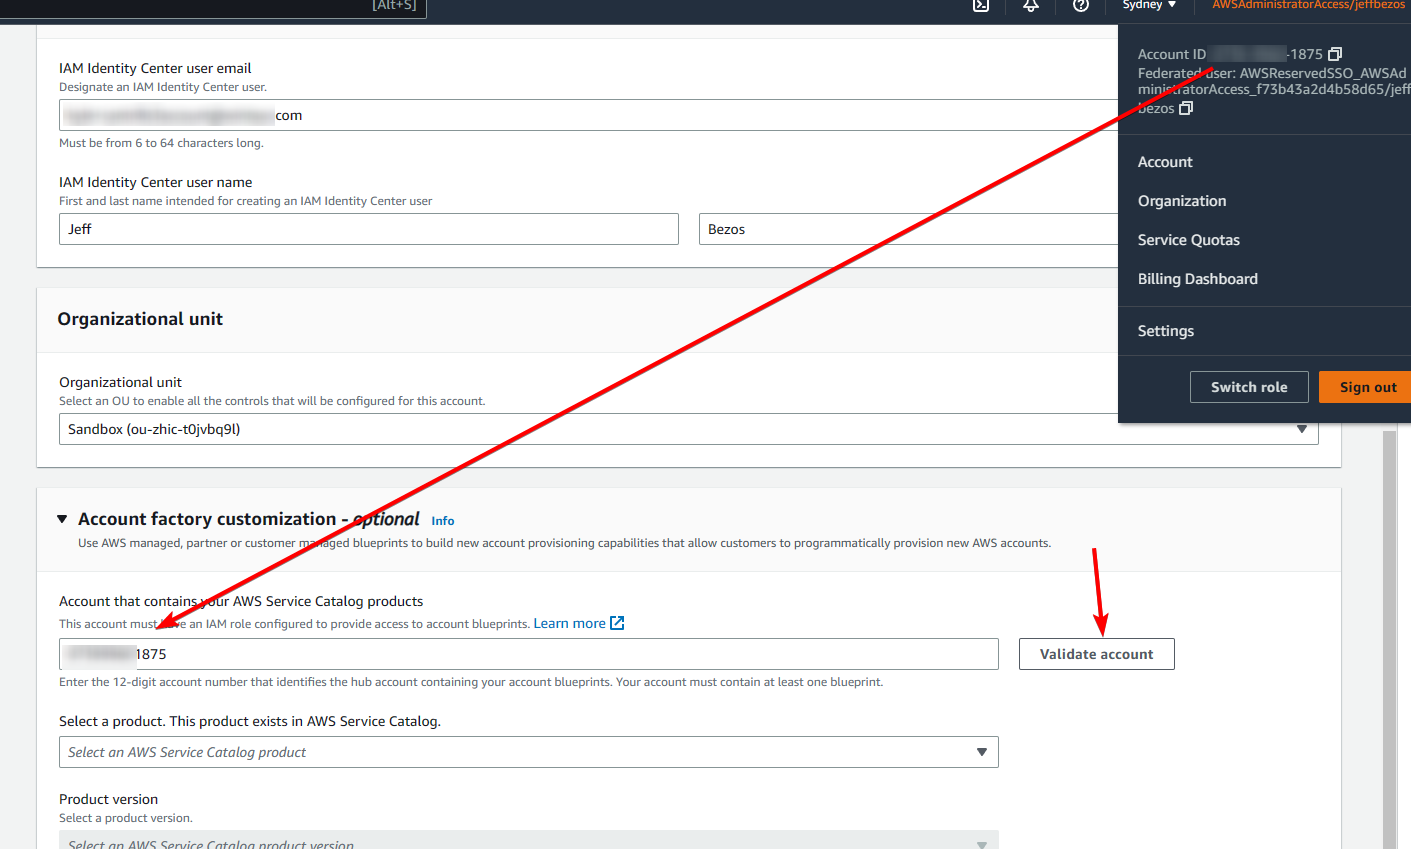 [Alt+S]
Sydney
AWSAdministratorAccess/jeffbezos
Account ID
-1875
Federated user: AWSReservedSSO_AWSAd
ministratorAccess_f73b43a2d4b58d65/jeff
bezos
Account
Organization
Service Quotas
Billing Dashboard
Settings
Switch role
Sign out
IAM Identity Center user email
Designate an IAM Identity Center user.
com
Must be from 6 to 64 characters long.
IAM Identity Center user name
First and last name intended for creating an IAM Identity Center user
Jeff
Bezos
Organizational unit
Organizational unit
Select an OU to enable all the controls that will be configured for this account.
Sandbox (ou-zhic-t0jvbq9l)
Account factory customization - optional Info
Use AWS managed, partner or customer managed blueprints to build new account provisioning capabilities that allow customers to programmatically provision new AWS accounts.
Account that contains your AWS Service Catalog products
This account must have an IAM role configured to provide access to account blueprints. Learn more
1875
Validate account
Enter the 12-digit account number that identifies the hub account containing your account blueprints. Your account must contain at least one blueprint.
Select a product. This product exists in AWS Service Catalog.
Select an AWS Service Catalog product
Product version
Select a product version.
Select an AWS Service Catalog product version